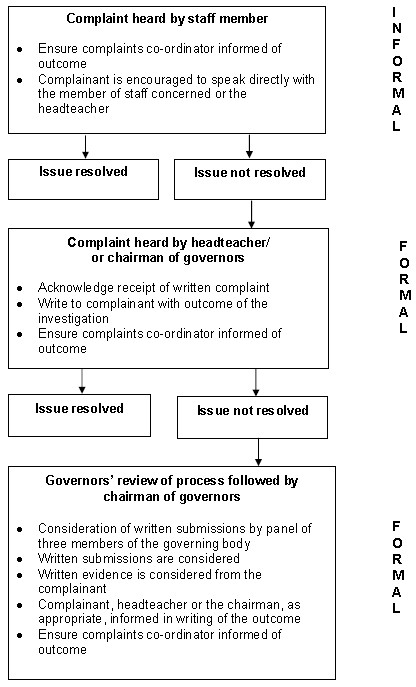 Complaint heard by staff member
• Ensure complaints co-ordinator informed of
outcome
• Complainant is encouraged to speak directly with
the member of staff concerned or the
headteacher
I
N
F
O
R
M
A
L
Issue resolved
Issue not resolved
Complaint heard by headteacher/
or chairman of governors
• Acknowledge receipt of written complaint
• Write to complainant with outcome of the
investigation
• Ensure complaints co-ordinator informed of
outcome
F
O
R
M
A
L
Issue resolved
Issue not resolved
Governors' review of process followed by
chairman of governors
• Consideration of written submissions by panel of
three members of the governing body
• Written submissions are considered
• Written evidence is considered from the
complainant
• Complainant, headteacher or the chairman, as
appropriate, informed in writing of the outcome
• Ensure complaints co-ordinator informed of
outcome
F
O
R
M
A
L